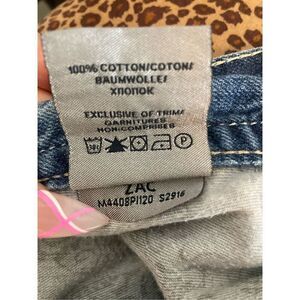 100% COTTON/COTON/
BAUMWOLLE/
ХЛОПОК
EXCLUSIVE OF TRIM/
GARNITURES
NON-COMPRISES
ZAC
M4408PI120 S2916